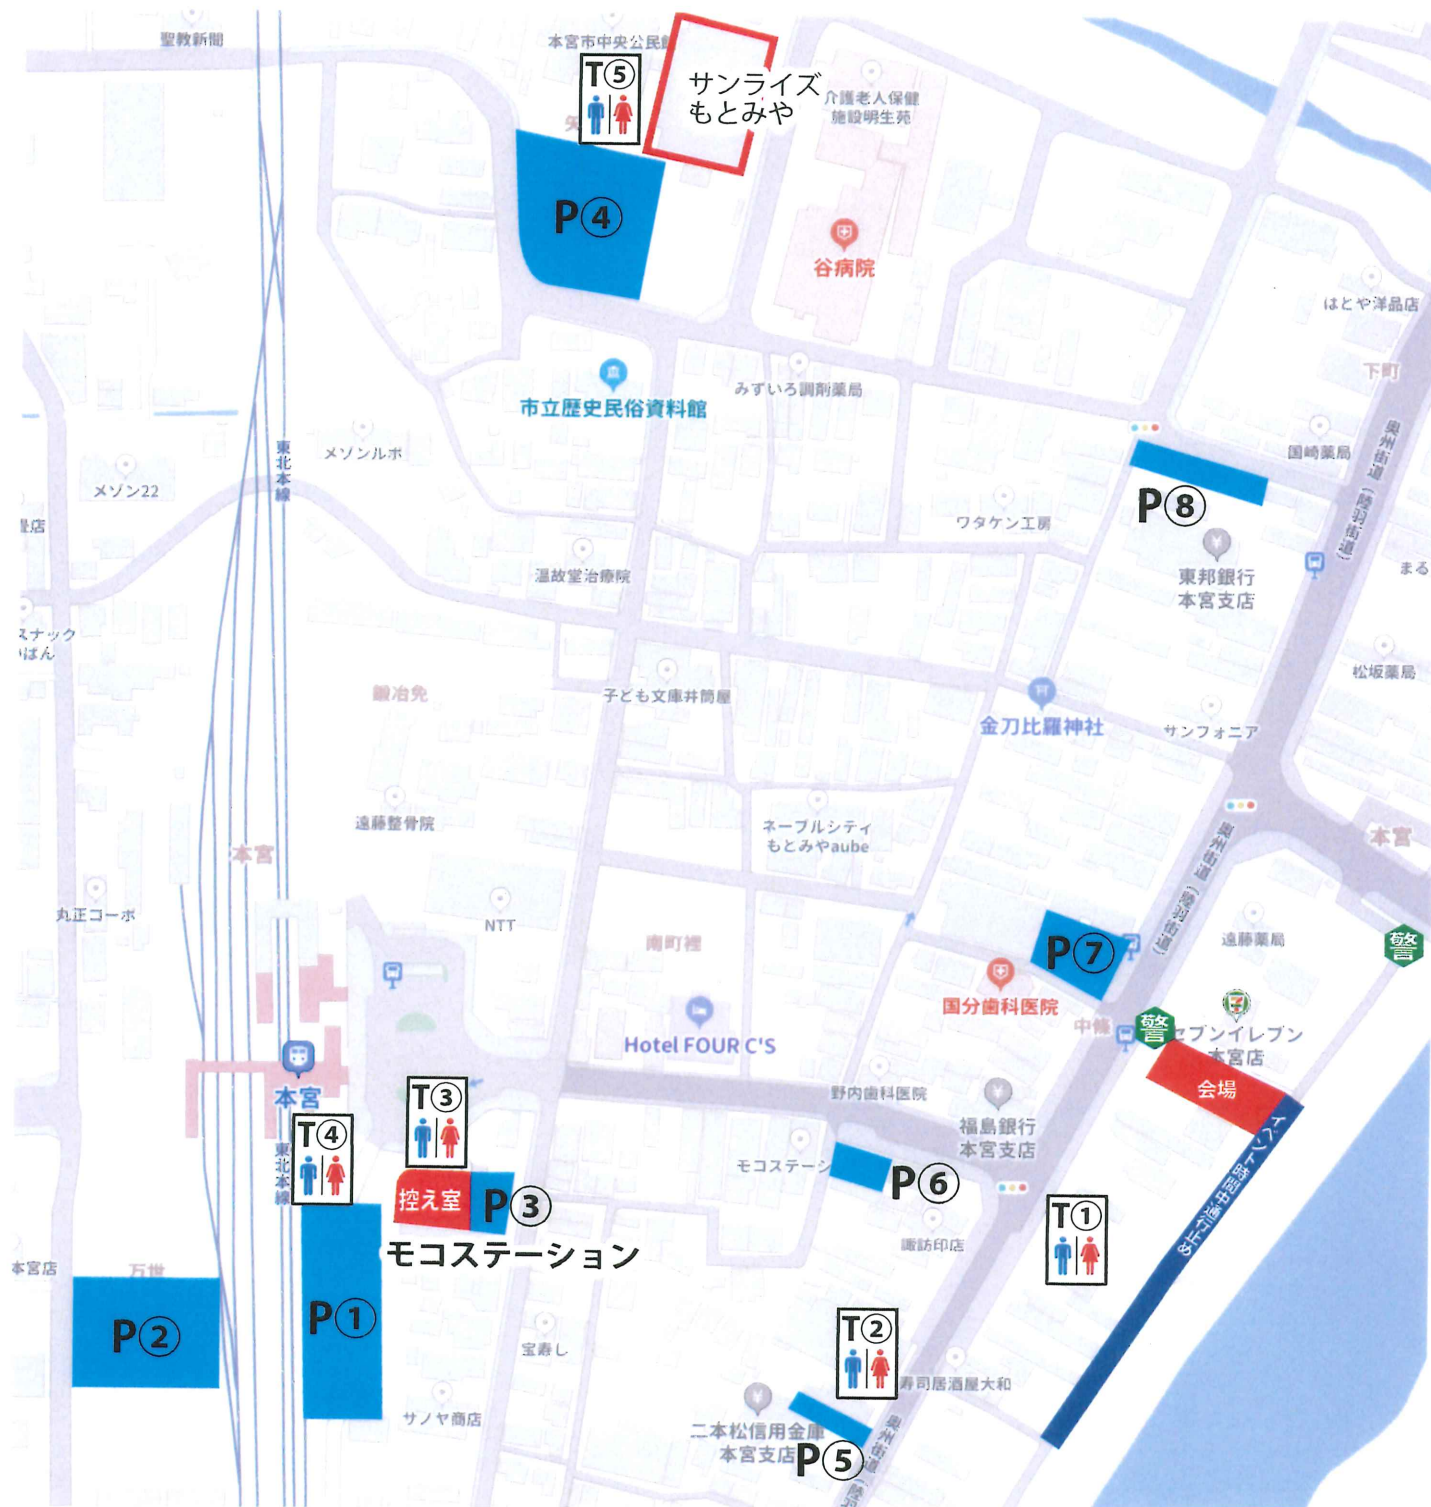 聖教新聞
本宮市中央公民館
T⑤
サンライズ
もとみや
介護老人保健
施設明生苑
P④
谷病院
はとや洋品店
下町
市立歴史民俗資料館
みずいろ調剤薬局
奥州街道(陸羽街道)
国崎薬局
東北本線
メゾンルポ
メゾン22
P⑧
ワタケン工房
畳店
東邦銀行
本宮支店
まる
温故堂治療院
スナック
いばん
松坂薬局
鍛冶免
子ども文庫井筒屋
金刀比羅神社
サンフォニア
遠藤整骨院
ネーブルシティ
もとみやaube
本宮
本宮
奥州街道(陸羽街道)
丸正コーポ
NTT
南町裡
P⑦
遠藤薬局
警
国分歯科医院
中條
警
セブンイレブン
本宮店
Hotel FOUR C'S
本宮
会場
T③
野内歯科医院
福島銀行
本宮支店
イベント時間中通行止め
T④
東北本線
モコステーシ
P⑥
控え室
P③
T①
諏訪印店
モコステーション
本宮店
万世
P②
P①
T②
宝寿し
寿司居酒屋大和
サノヤ商店
二本松信用金庫
本宮支店
P⑤
奥州街道(陸